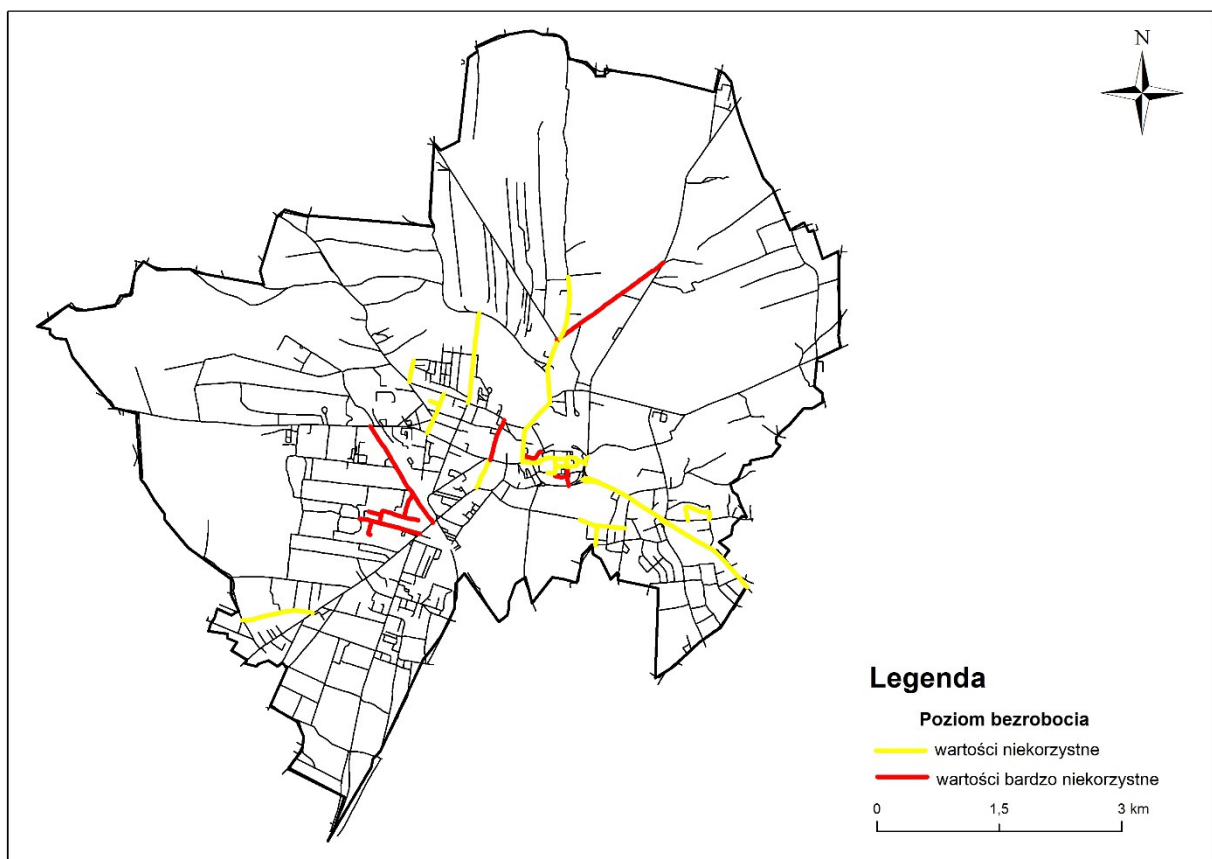 N
Legenda
Poziom bezrobocia
wartości niekorzystne
wartości bardzo niekorzystne
0 1,5 3 km